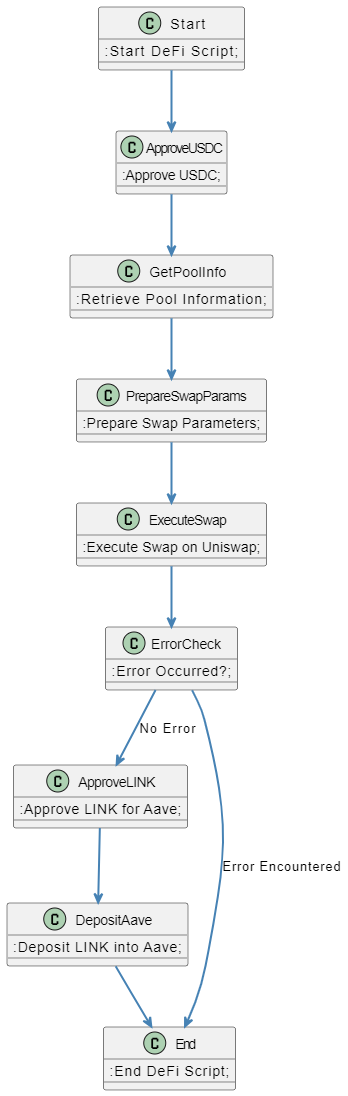 C Start
:Start DeFi Script;
C ApproveUSDC
:Approve USDC;
C GetPoolInfo
:Retrieve Pool Information;
C PrepareSwapParams
:Prepare Swap Parameters;
C ExecuteSwap
:Execute Swap on Uniswap;
C ErrorCheck
:Error Occurred?;
No Error
C ApproveLINK
:Approve LINK for Aave;
Error Encountered
C DepositAave
:Deposit LINK into Aave;
C End
:End DeFi Script;